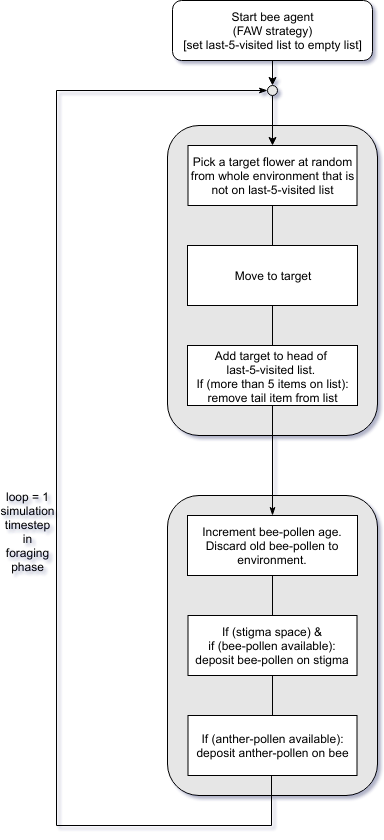 Start bee agent
(FAW strategy)
[set last-5-visited list to empty list]
Pick a target flower at random
from whole environment that is
not on last-5-visited list
Move to target
Add target to head of
last-5-visited list.
If (more than 5 items on list):
remove tail item from list
loop = 1
simulation
timestep
in
foraging
phase
Increment bee-pollen age.
Discard old bee-pollen to
environment.
If (stigma space) &
if (bee-pollen available):
deposit bee-pollen on stigma
If (anther-pollen available):
deposit anther-pollen on bee